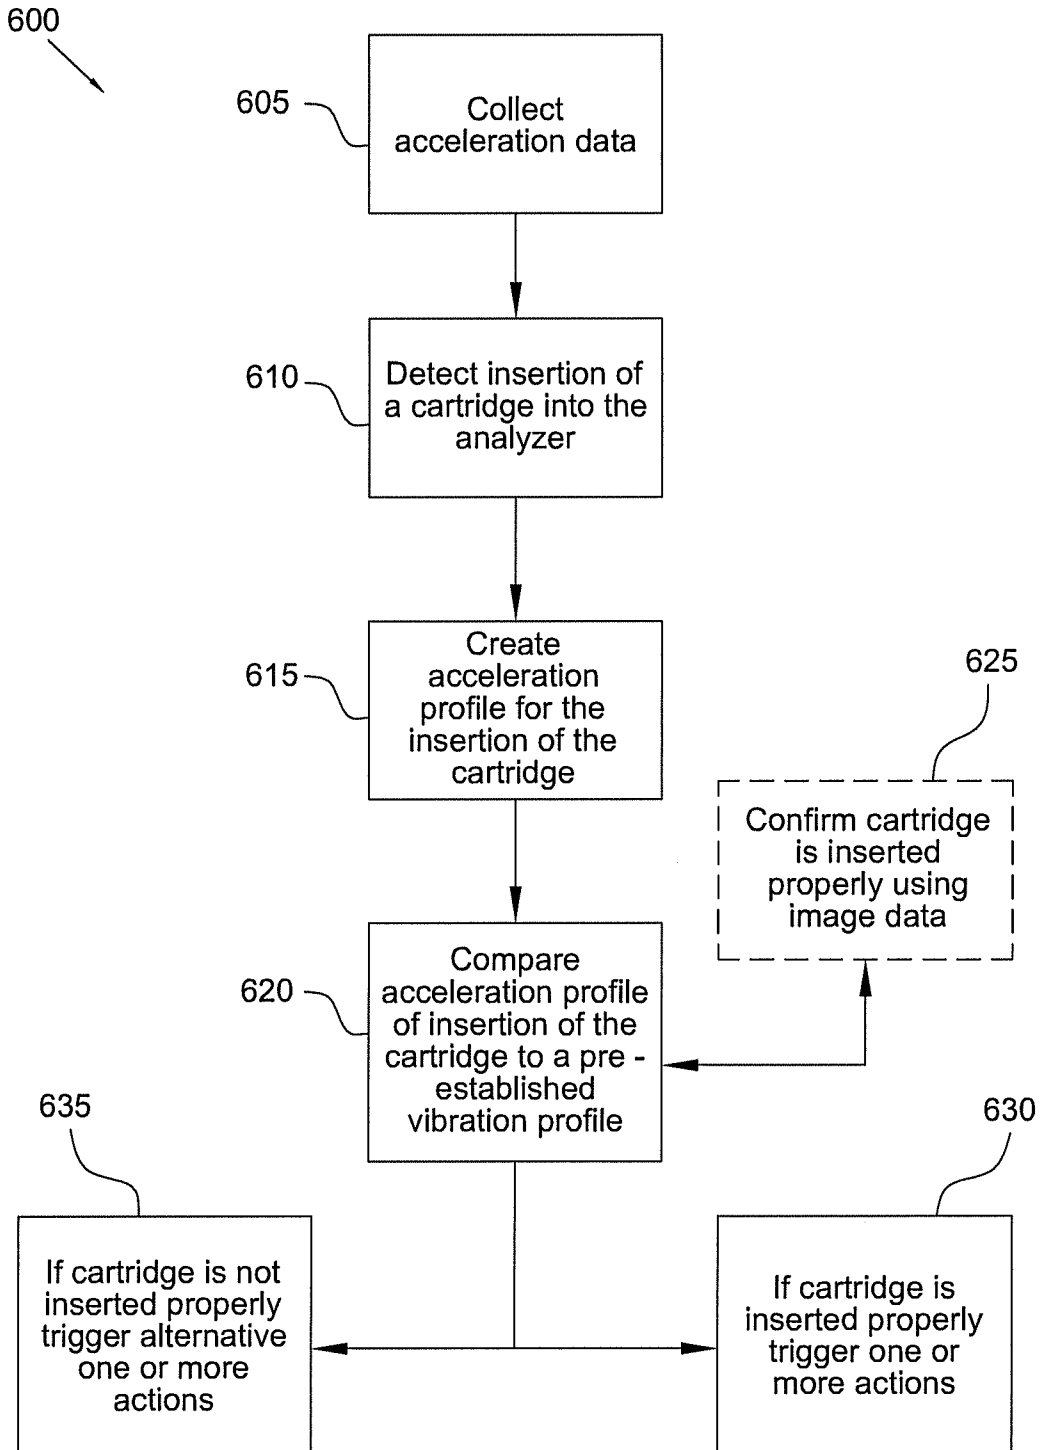 600
605
Collect
acceleration data
610
Detect insertion of
a cartridge into the
analyzer
615
Create
acceleration
profile for the
insertion of the
cartridge
625
Confirm cartridge
is inserted
properly using
image data
620
Compare
acceleration profile
of insertion of the
cartridge to a pre -
established
vibration profile
635
If cartridge is not
inserted properly
trigger alternative
one or more
actions
630
If cartridge is
inserted properly
trigger one or
more actions